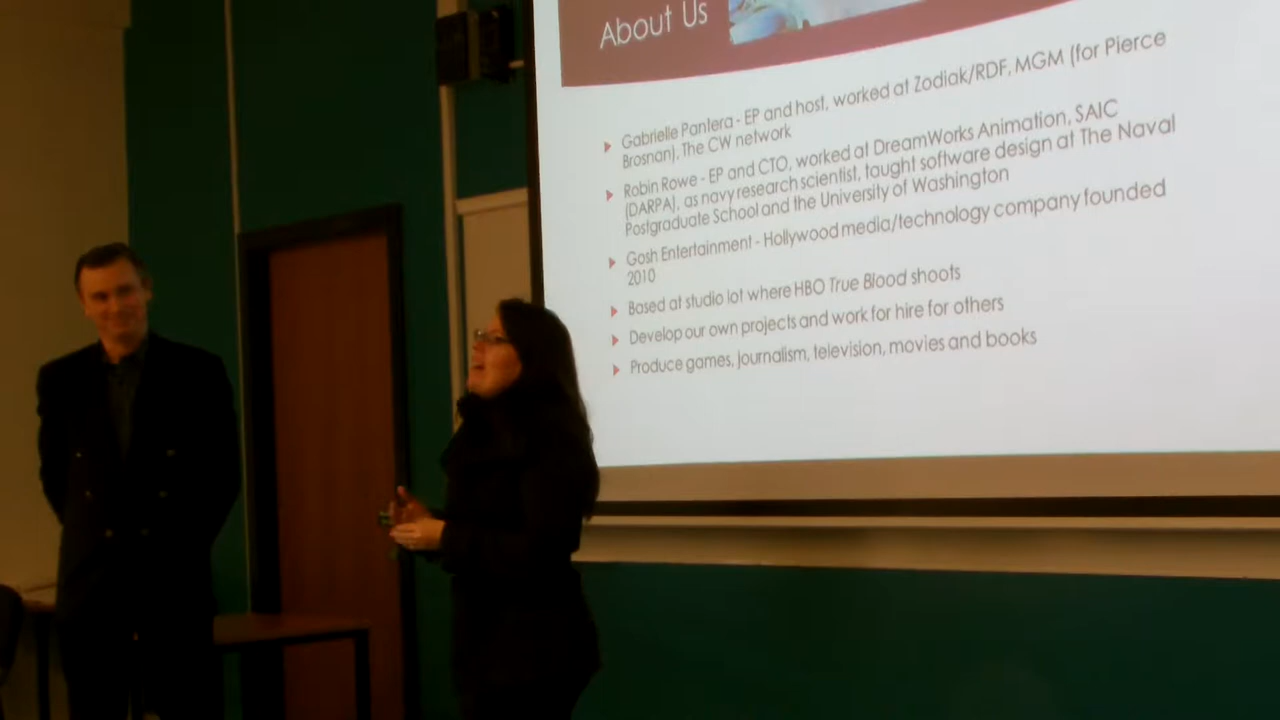 About Us
Gabrielle Pantera - EP and host, worked at Zodiak/RDF, MGM (for Pierce
Brosnan), The CW network
Robin Rowe - EP and CTO, worked at DreamWorks Animation, SAIC
(DARPA), as navy research scientist, taught software design at The Naval
Postgraduate School and the University of Washington
Gosh Entertainment - Hollywood media/technology company founded
2010
Based at studio lot where HBO True Blood shoots
Develop our own projects and work for hire for others
Produce games, journalism, television, movies and books